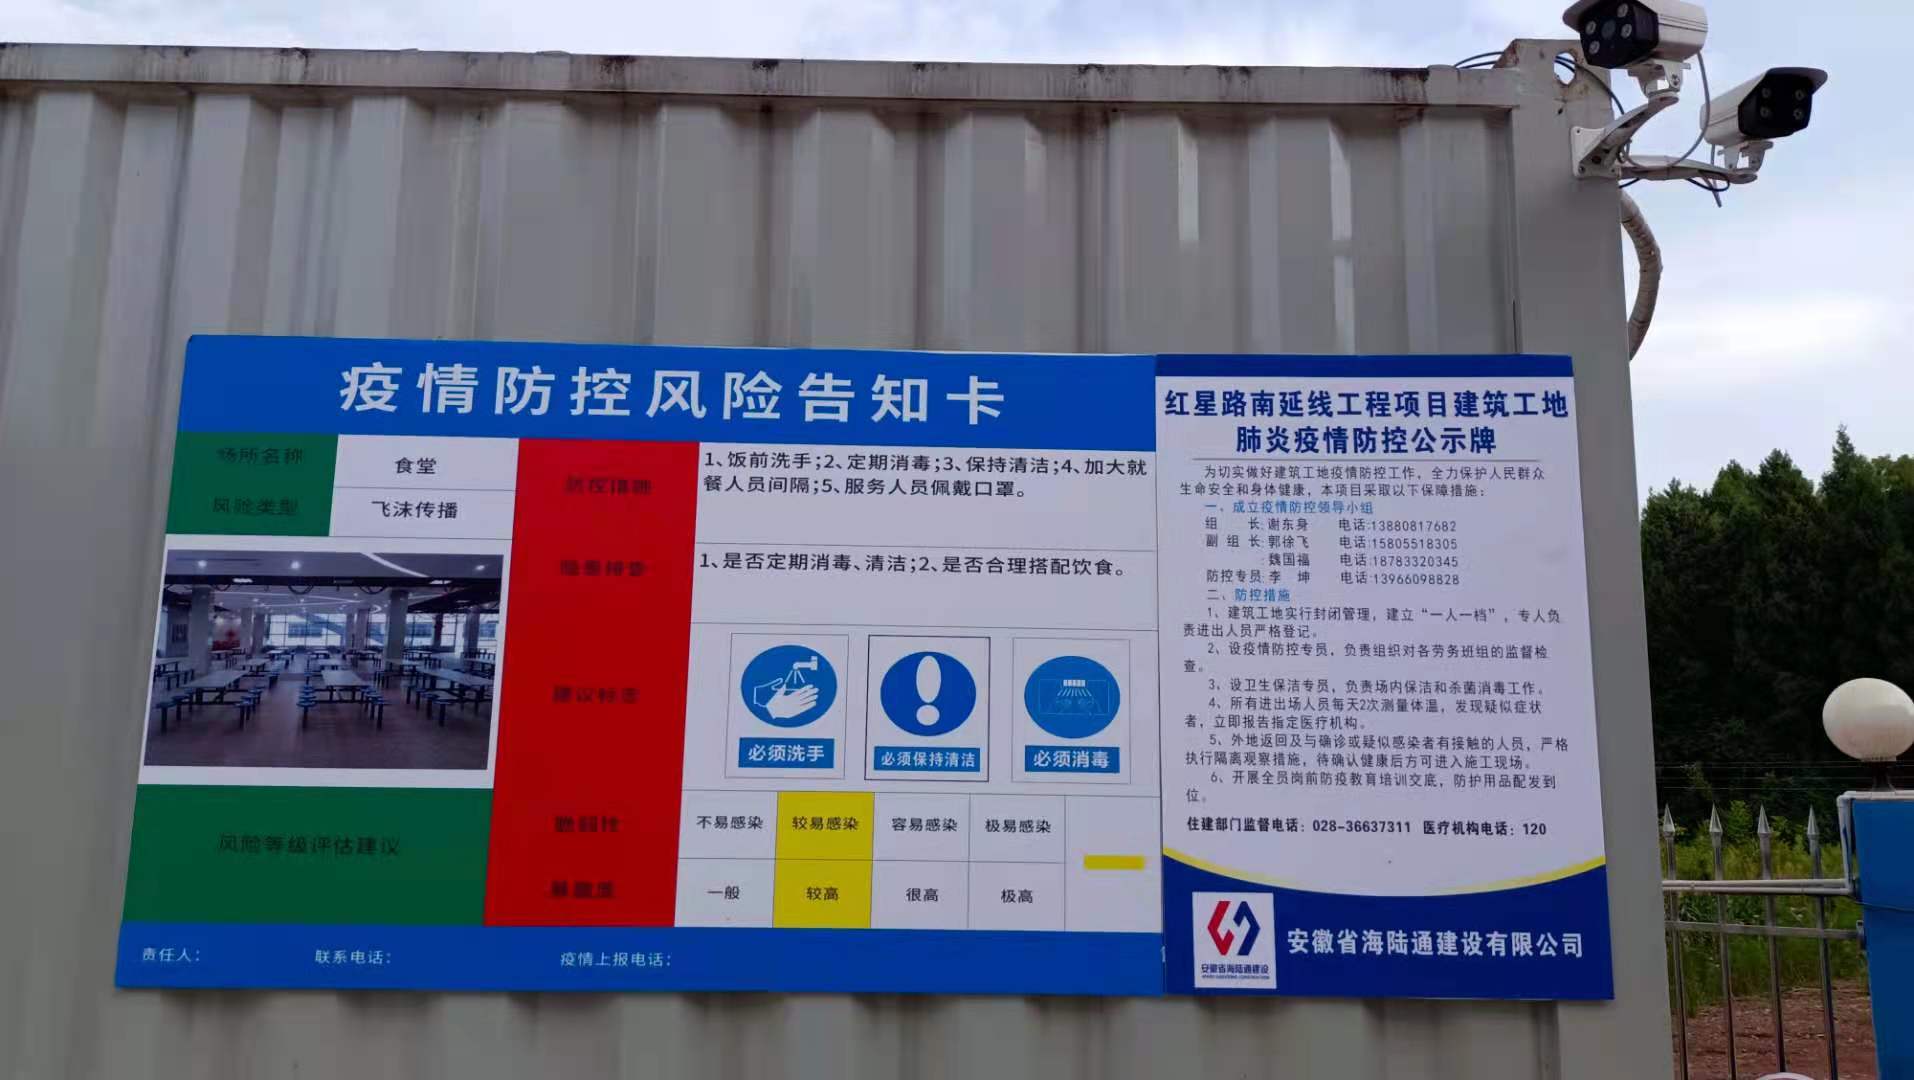 疫情防控风险告知卡
场所名称
食堂
风险类型
飞沫传播
防控措施
1、饭前洗手;2、定期消毒;3、保持清洁;4、加大就
餐人员间隔;5、服务人员佩戴口罩。
隐患排查
1、是否定期消毒、清洁;2、是否合理搭配饮食。
建议标志
必须洗手
必须保持清洁
必须消毒
风险等级评估建议
不易感染
较易感染
容易感染
极易感染
一般
较高
很高
极高
责任人:
联系电话:
疫情上报电话:
红星路南延线工程项目建筑工地
肺炎疫情防控公示牌
为切实做好建筑工地疫情防控工作，全力保护人民群众
生命安全和身体健康，本项目采取以下保障措施:
一、成立疫情防控领导小组
组 长:谢东身 电话:13880817682
副 组 长:郭徐飞 电话:15805518305
魏国福 电话:18783320345
防控专员:李 坤 电话:13966098828
二、防控措施
1、建筑工地实行封闭管理，建立“一人一档”，专人负
责进出人员严格登记。
2、设疫情防控专员，负责组织对各劳务班组的监督检
查。
3、设卫生保洁专员，负责场内保洁和杀菌消毒工作。
4、所有进出场人员每天2次测量体温，发现疑似症状
者，立即报告指定医疗机构。
5、外地返回及与确诊或疑似感染者有接触的人员，严格
执行隔离观察措施，待确认健康后方可进入施工现场。
6、开展全员岗前防疫教育培训交底，防护用品配发到
位。
住建部门监督电话: 028-36637311 医疗机构电话: 120
安徽省海陆通建设
安徽省海陆通建设有限公司